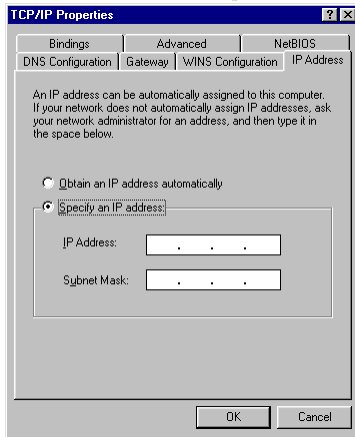 TCP/IP Properties
Bindings Advanced NetBIOS
DNS Configuration Gateway WINS Configuration IP Address
An IP address can be automatically assigned to this computer.
If your network does not automatically assign IP addresses, ask
your network administrator for an address, and then type it in
the space below.
Obtain an IP address automatically
Specify an IP address:
IP Address: . . .
Subnet Mask: . . .
OK Cancel